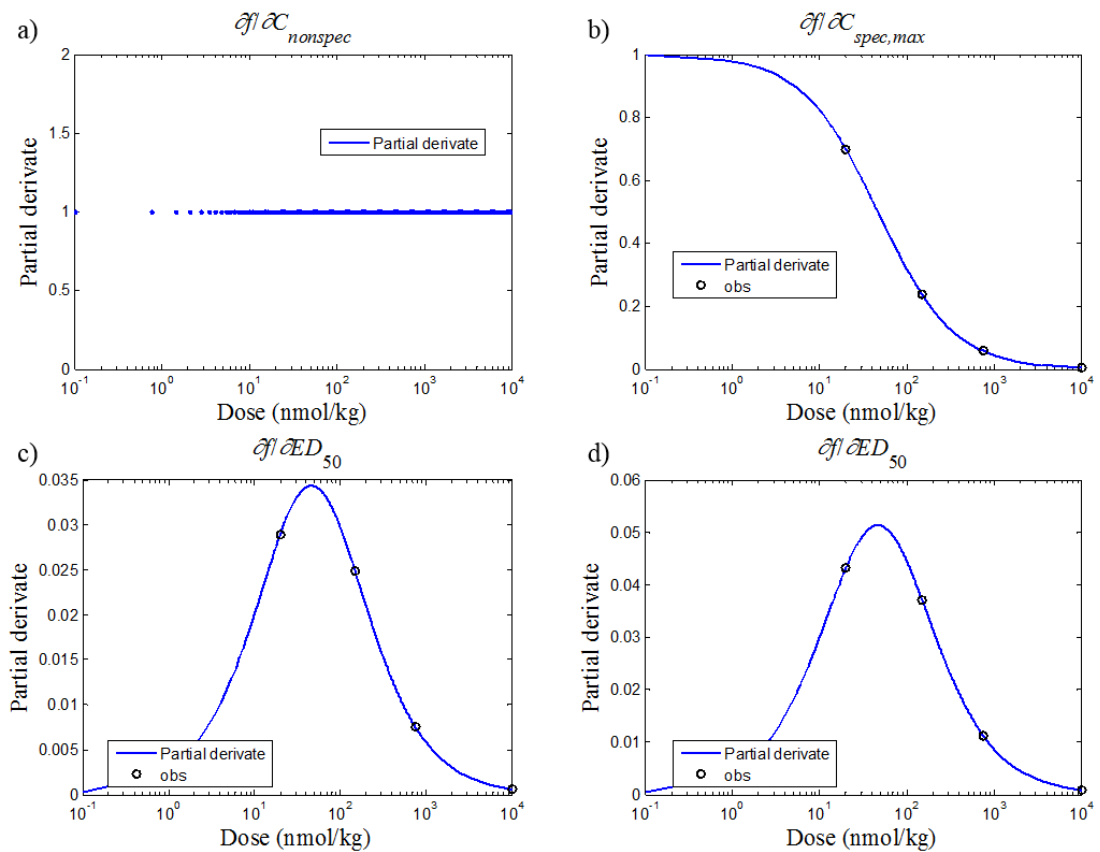 a)
∂f/∂C_nonspec
2
1.5
1
0.5
0
Partial derivate
Partial derivate
10^-1 10^0 10^1 10^2 10^3 10^4
Dose (nmol/kg)
b)
∂f/∂C_spec,max
1
0.8
0.6
0.4
0.2
0
Partial derivate
Partial derivate
obs
10^-1 10^0 10^1 10^2 10^3 10^4
Dose (nmol/kg)
c)
∂f/∂ED_50
0.035
0.03
0.025
0.02
0.015
0.01
0.005
0
Partial derivate
Partial derivate
obs
10^-1 10^0 10^1 10^2 10^3 10^4
Dose (nmol/kg)
d)
∂f/∂ED_50
0.06
0.05
0.04
0.03
0.02
0.01
0
Partial derivate
Partial derivate
obs
10^-1 10^0 10^1 10^2 10^3 10^4
Dose (nmol/kg)